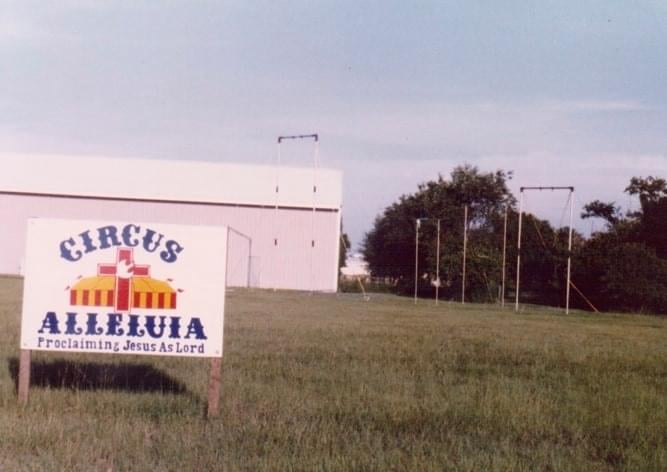 CIRCUS
ALLELUIA
Proclaiming Jesus As Lord